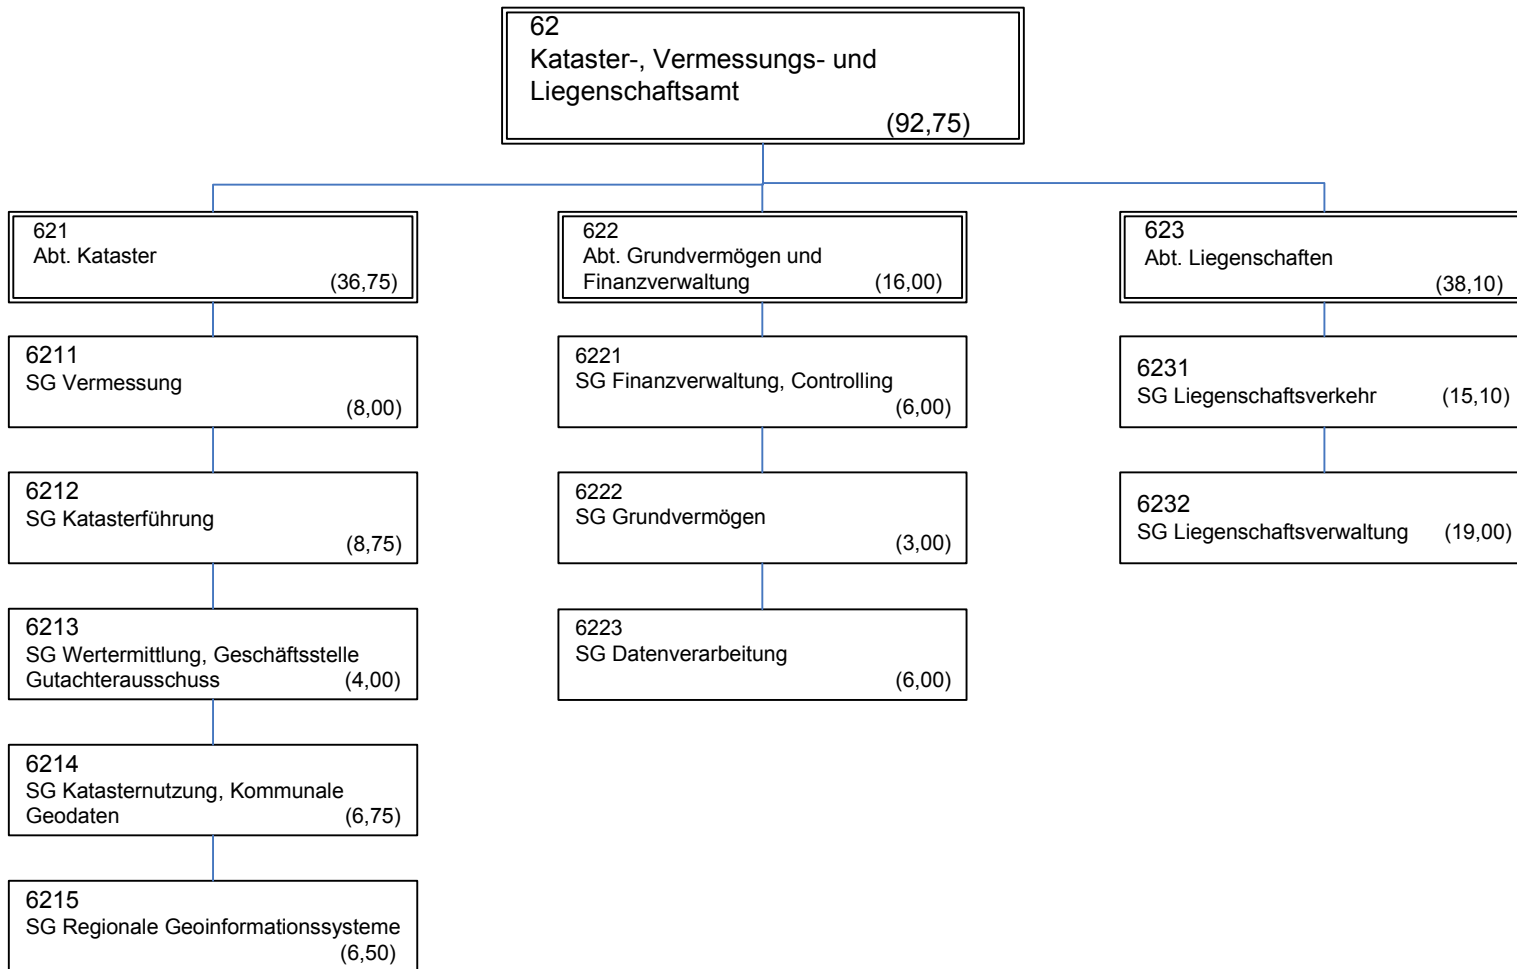 62
Kataster-, Vermessungs- und
Liegenschaftsamt
(92,75)
621
Abt. Kataster
(36,75)
6211
SG Vermessung
(8,00)
6212
SG Katasterführung
(8,75)
6213
SG Wertermittlung, Geschäftsstelle
Gutachterausschuss (4,00)
6214
SG Katasternutzung, Kommunale
Geodaten (6,75)
6215
SG Regionale Geoinformationssysteme
(6,50)
622
Abt. Grundvermögen und
Finanzverwaltung (16,00)
6221
SG Finanzverwaltung, Controlling
(6,00)
6222
SG Grundvermögen
(3,00)
6223
SG Datenverarbeitung
(6,00)
623
Abt. Liegenschaften
(38,10)
6231
SG Liegenschaftsverkehr (15,10)
6232
SG Liegenschaftsverwaltung (19,00)